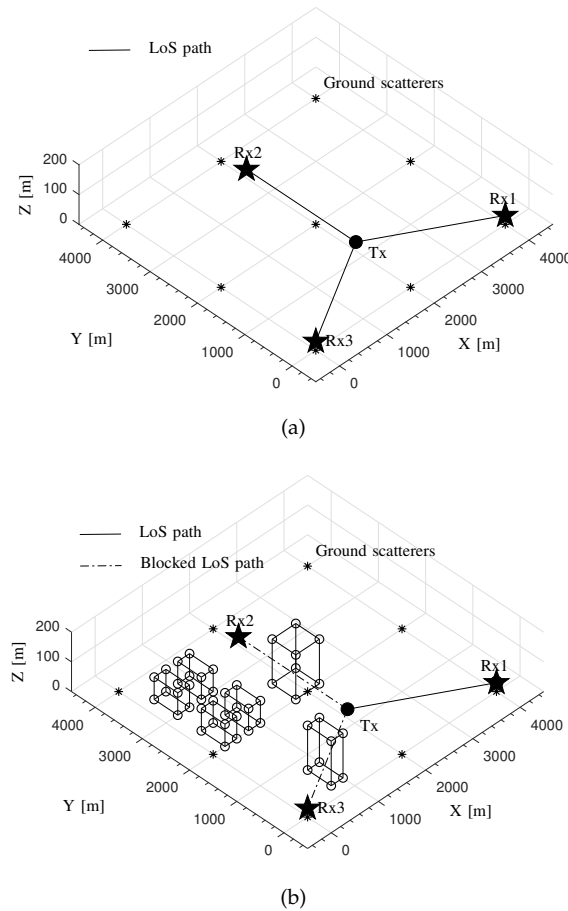 LoS path
Ground scatterers
Rx2
Rx1
Tx
Rx3
Z [m]
200
100
0
4000
3000
2000
1000
0
Y [m]
0
1000
2000
3000
4000
X [m]
(a)
LoS path
Blocked LoS path
Ground scatterers
Rx2
Rx1
Tx
Rx3
Z [m]
200
100
0
4000
3000
2000
1000
0
Y [m]
0
1000
2000
3000
4000
X [m]
(b)